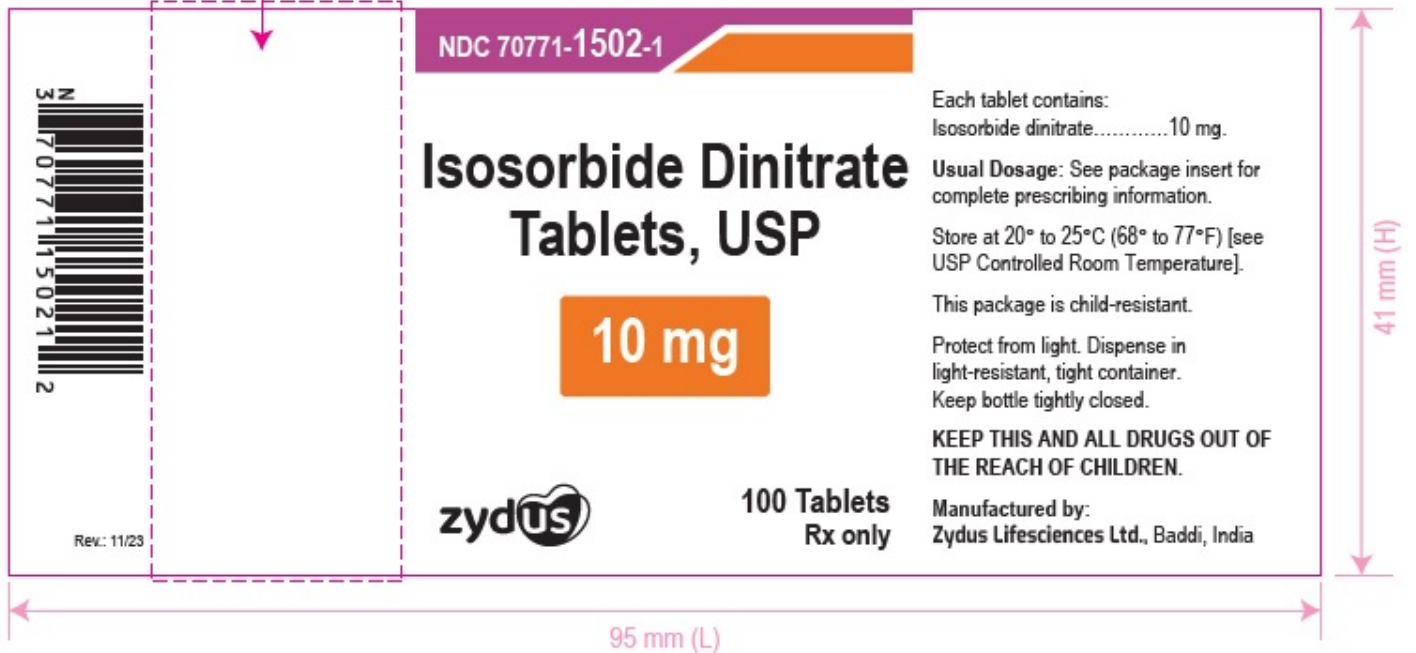 N
3 70771 15021 2
Rev.: 11/23
NDC 70771-1502-1
Isosorbide Dinitrate
Tablets, USP
10 mg
zydus
100 Tablets
Rx only
Each tablet contains:
Isosorbide dinitrate............10 mg.
Usual Dosage: See package insert for
complete prescribing information.
Store at 20° to 25°C (68° to 77°F) [see
USP Controlled Room Temperature].
This package is child-resistant.
Protect from light. Dispense in
light-resistant, tight container.
Keep bottle tightly closed.
KEEP THIS AND ALL DRUGS OUT OF
THE REACH OF CHILDREN.
Manufactured by:
Zydus Lifesciences Ltd., Baddi, India
41 mm (H)
95 mm (L)